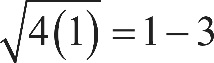 √4(1) = 1 − 3